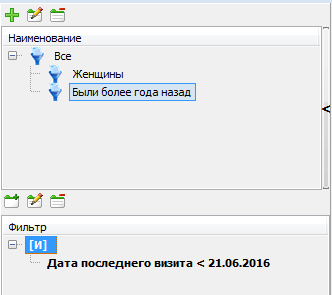 Наименование
Все
Женщины
Были более года назад
<
Фильтр
[И]
Дата последнего визита < 21.06.2016